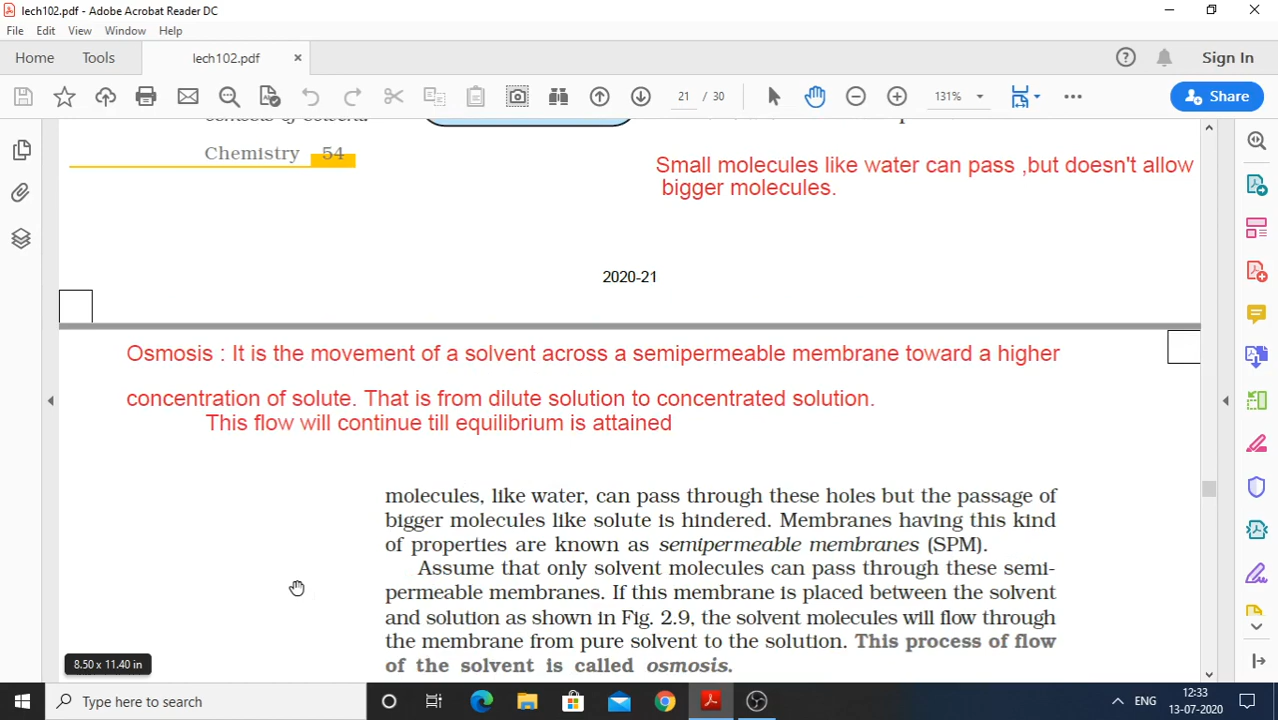 lech102.pdf - Adobe Acrobat Reader DC
File Edit View Window Help
Home Tools lech102.pdf × Sign In
21 / 30 131% Share
Chemistry 54
Small molecules like water can pass ,but doesn't allow
bigger molecules.
2020-21
Osmosis : It is the movement of a solvent across a semipermeable membrane toward a higher
concentration of solute. That is from dilute solution to concentrated solution.
This flow will continue till equilibrium is attained
molecules, like water, can pass through these holes but the passage of
bigger molecules like solute is hindered. Membranes having this kind
of properties are known as semipermeable membranes (SPM).
Assume that only solvent molecules can pass through these semi-
permeable membranes. If this membrane is placed between the solvent
and solution as shown in Fig. 2.9, the solvent molecules will flow through
the membrane from pure solvent to the solution. This process of flow
of the solvent is called osmosis.
8.50 x 11.40 in
Type here to search ENG 12:33
13-07-2020